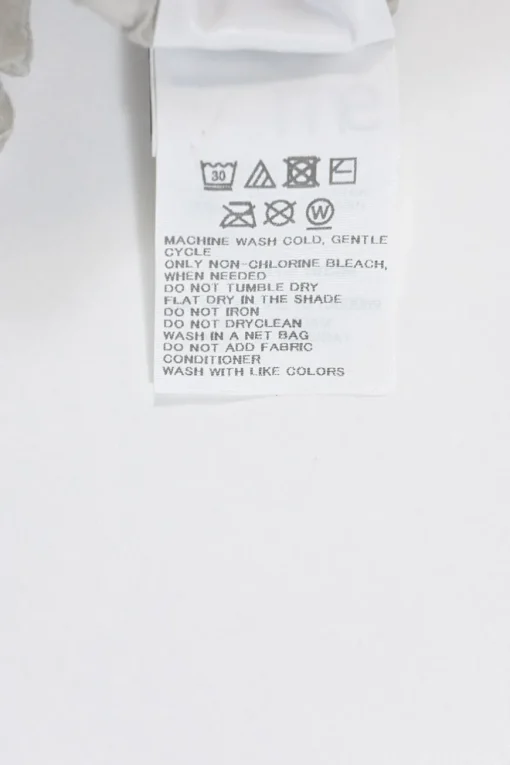 30
W
MACHINE WASH COLD, GENTLE
CYCLE
ONLY NON-CHLORINE BLEACH,
WHEN NEEDED
DO NOT TUMBLE DRY
FLAT DRY IN THE SHADE
DO NOT IRON
DO NOT DRYCLEAN
WASH IN A NET BAG
DO NOT ADD FABRIC
CONDITIONER
WASH WITH LIKE COLORS